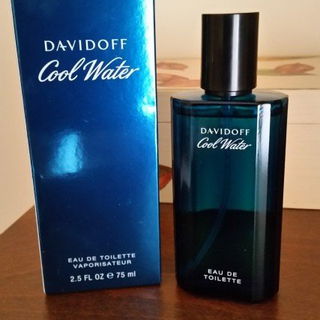 DAVIDOFF
Cool Water
EAU DE TOILETTE
VAPORISATEUR
2.5 FL OZ ℮ 75 ml
DAVIDOFF
Cool Water
EAU DE
TOILETTE